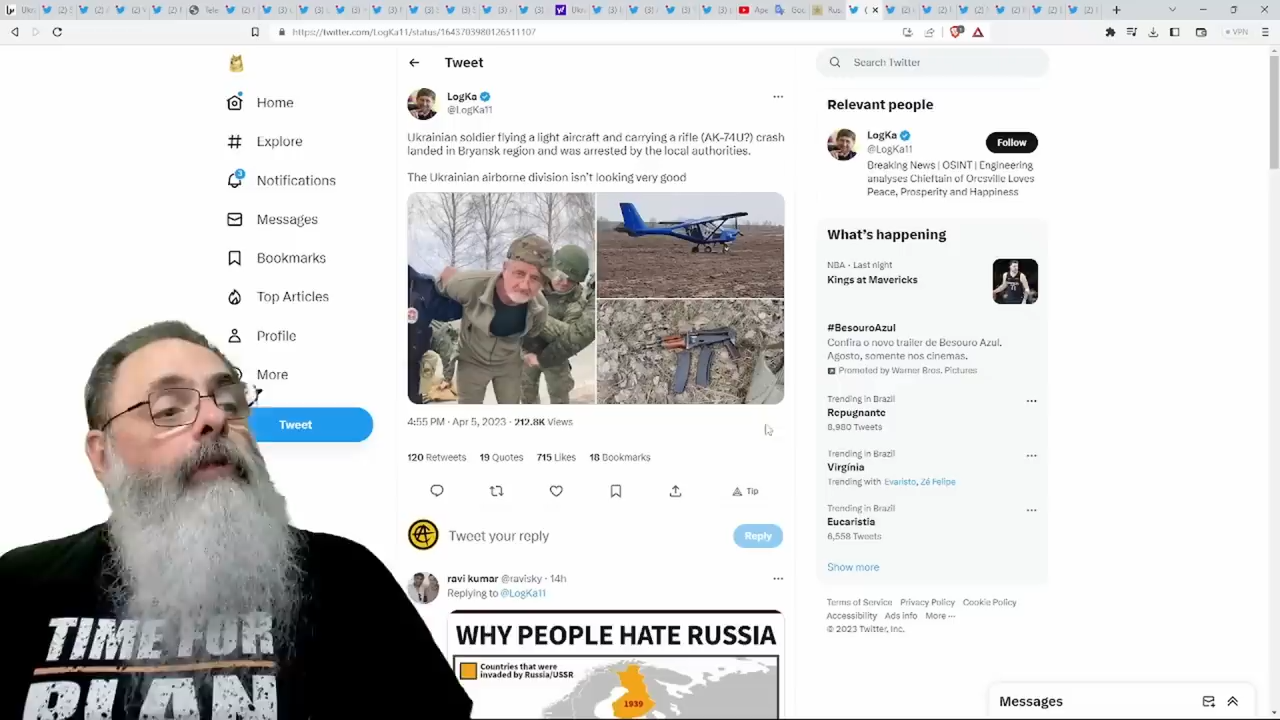 https://twitter.com/LogKa11/status/1643703980126511107
VPN
Home
Explore
3
Notifications
Messages
Bookmarks
Top Articles
Profile
More
Tweet
Tweet
LogKa
@LogKa11
Ukrainian soldier flying a light aircraft and carrying a rifle (AK-74U?) crash
landed in Bryansk region and was arrested by the local authorities.
The Ukrainian airborne division isn't looking very good
4:55 PM · Apr 5, 2023 · 212.8K Views
120 Retweets 19 Quotes 715 Likes 18 Bookmarks
Tip
Tweet your reply
Reply
ravi kumar @ravisky · 14h
Replying to @LogKa11
WHY PEOPLE HATE RUSSIA
Countries that were
invaded by Russia/USSR
1939
Search Twitter
Relevant people
LogKa
@LogKa11
Follow
Breaking News | OSINT | Engineering
analyses Chieftain of Oresville Loves
Peace, Prosperity and Happiness
What's happening
NBA · Last night
Kings at Mavericks
#BesouroAzul
Confira o novo trailer de Besouro Azul.
Agosto, somente nos cinemas.
Promoted by Warner Bros. Pictures
Trending in Brazil
Repugnante
8,980 Tweets
Trending in Brazil
Virgínia
Trending with Evaristo, Zé Felipe
Trending in Brazil
Eucaristia
6,558 Tweets
Show more
Terms of Service Privacy Policy Cookie Policy
Accessibility Ads info More ···
© 2023 Twitter, Inc.
Messages
PLAN